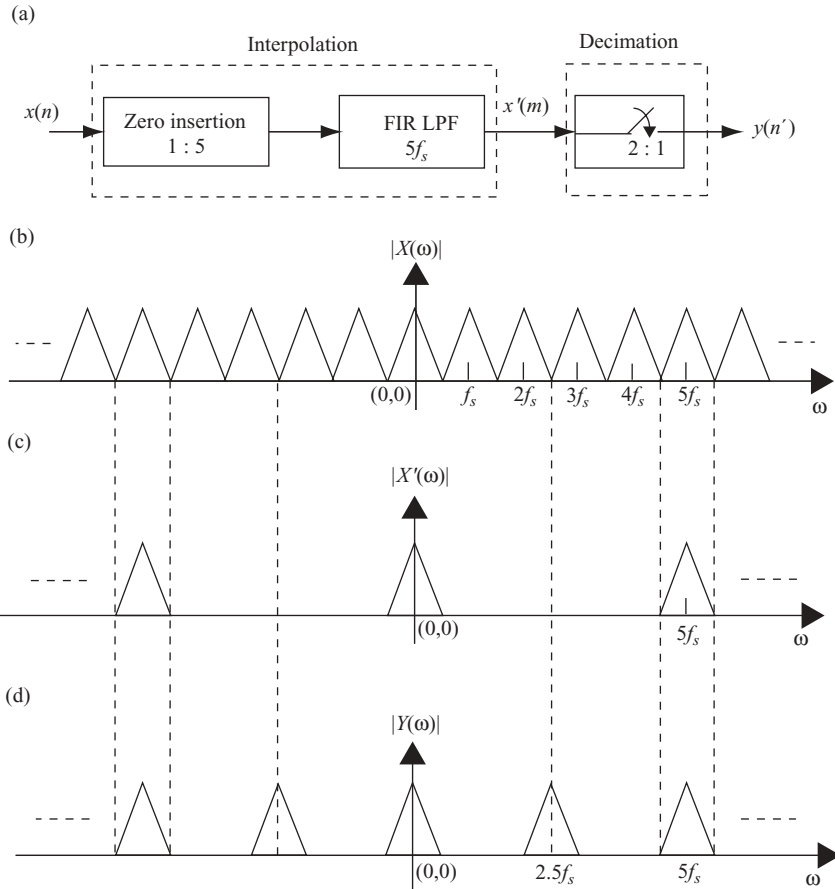 (a)
Interpolation
Decimation
x(n)
Zero insertion
1 : 5
FIR LPF
5fs
x'(m)
2 : 1
y(n′)
(b)
|X(ω)|
(0,0)
fs
2fs
3fs
4fs
5fs
ω
(c)
|X'(ω)|
(0,0)
5fs
ω
(d)
|Y(ω)|
(0,0)
2.5fs
5fs
ω